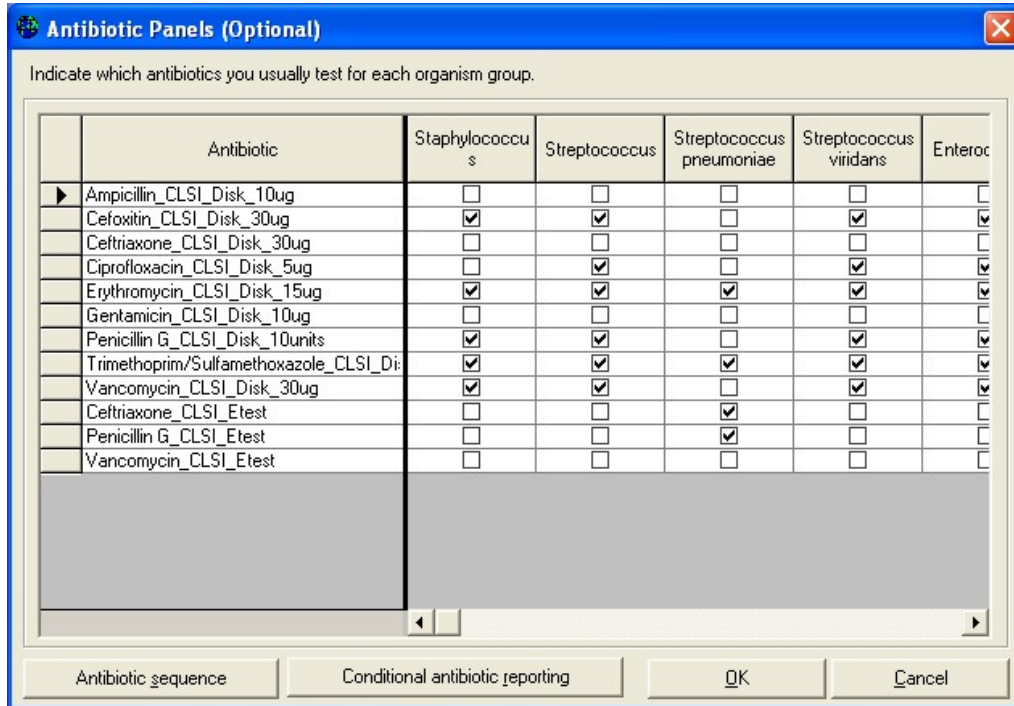 Antibiotic Panels (Optional)
Indicate which antibiotics you usually test for each organism group.
Antibiotic
Staphylococcu
s
Streptococcus
Streptococcus
pneumoniae
Streptococcus
viridans
Enteroc
Ampicillin_CLSI_Disk_10ug
Cefoxitin_CLSI_Disk_30ug
Ceftriaxone_CLSI_Disk_30ug
Ciprofloxacin_CLSI_Disk_5ug
Erythromycin_CLSI_Disk_15ug
Gentamicin_CLSI_Disk_10ug
Penicillin G_CLSI_Disk_10units
Trimethoprim/Sulfamethoxazole_CLSI_Di
Vancomycin_CLSI_Disk_30ug
Ceftriaxone_CLSI_Etest
Penicillin G_CLSI_Etest
Vancomycin_CLSI_Etest
Antibiotic sequence
Conditional antibiotic reporting
OK
Cancel